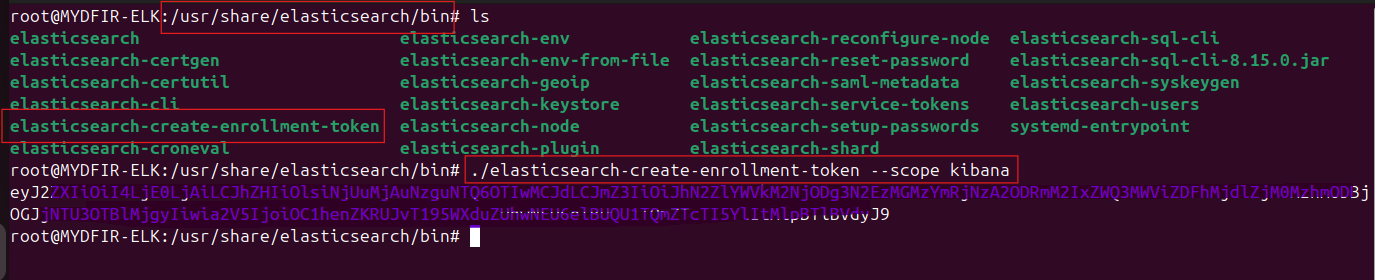 root@MYDFIR-ELK:/usr/share/elasticsearch/bin# ls
elasticsearch elasticsearch-env elasticsearch-reconfigure-node elasticsearch-sql-cli
elasticsearch-certgen elasticsearch-env-from-file elasticsearch-reset-password elasticsearch-sql-cli-8.15.0.jar
elasticsearch-certutil elasticsearch-geoip elasticsearch-saml-metadata elasticsearch-syskeygen
elasticsearch-cli elasticsearch-keystore elasticsearch-service-tokens elasticsearch-users
elasticsearch-create-enrollment-token elasticsearch-node elasticsearch-setup-passwords systemd-entrypoint
elasticsearch-croneval elasticsearch-plugin elasticsearch-shard
root@MYDFIR-ELK:/usr/share/elasticsearch/bin# ./elasticsearch-create-enrollment-token --scope kibana
root@MYDFIR-ELK:/usr/share/elasticsearch/bin#